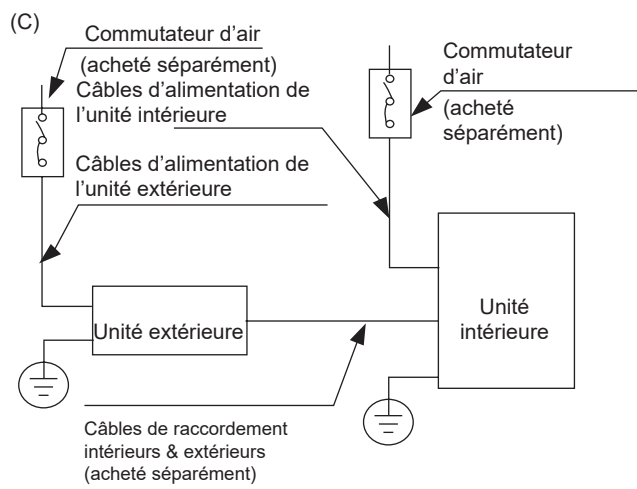 (C)
Commutateur d'air
(acheté séparément)
Câbles d'alimentation de
l'unité intérieure
Câbles d'alimentation de
l'unité extérieure
Commutateur
d'air
(acheté
séparément)
Unité extérieure
Unité
intérieure
Câbles de raccordement
intérieurs & extérieurs
(acheté séparément)